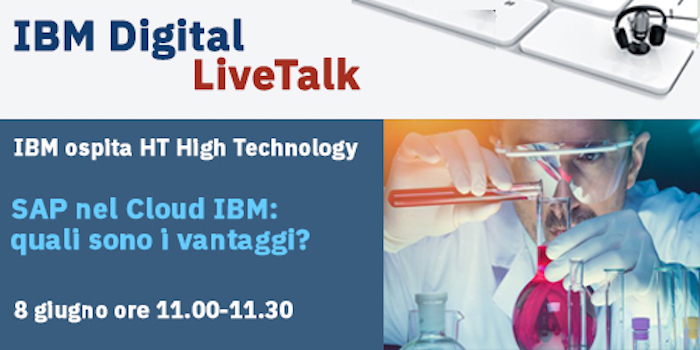 IBM Digital
LiveTalk
IBM ospita HT High Technology
SAP nel Cloud IBM:
quali sono i vantaggi?
8 giugno ore 11.00-11.30